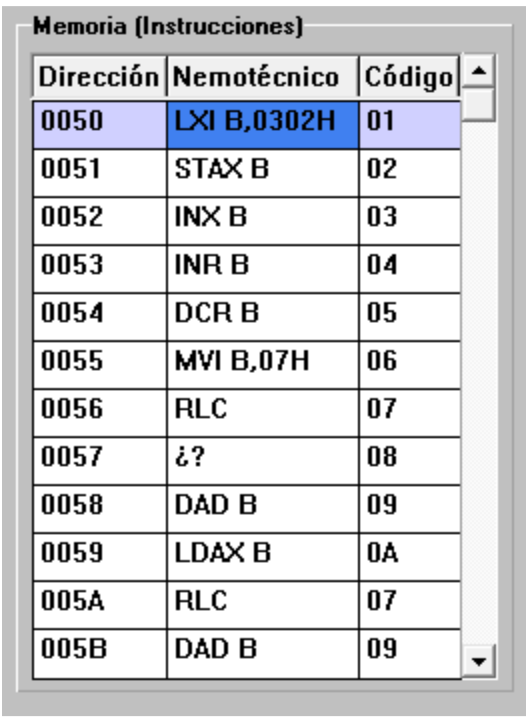 Memoria (Instrucciones)
Dirección Nemotécnico Código
0050 LXI B,0302H 01
0051 STAX B 02
0052 INX B 03
0053 INR B 04
0054 DCR B 05
0055 MVI B,07H 06
0056 RLC 07
0057 ¿? 08
0058 DAD B 09
0059 LDAX B 0A
005A RLC 07
005B DAD B 09